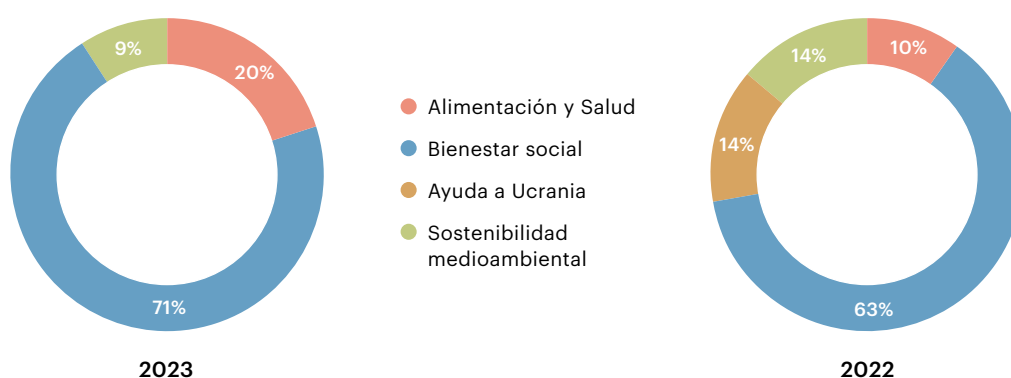 9%
20%
71%
2023
Alimentación y Salud
Bienestar social
Ayuda a Ucrania
Sostenibilidad
medioambiental
14%
10%
14%
63%
2022